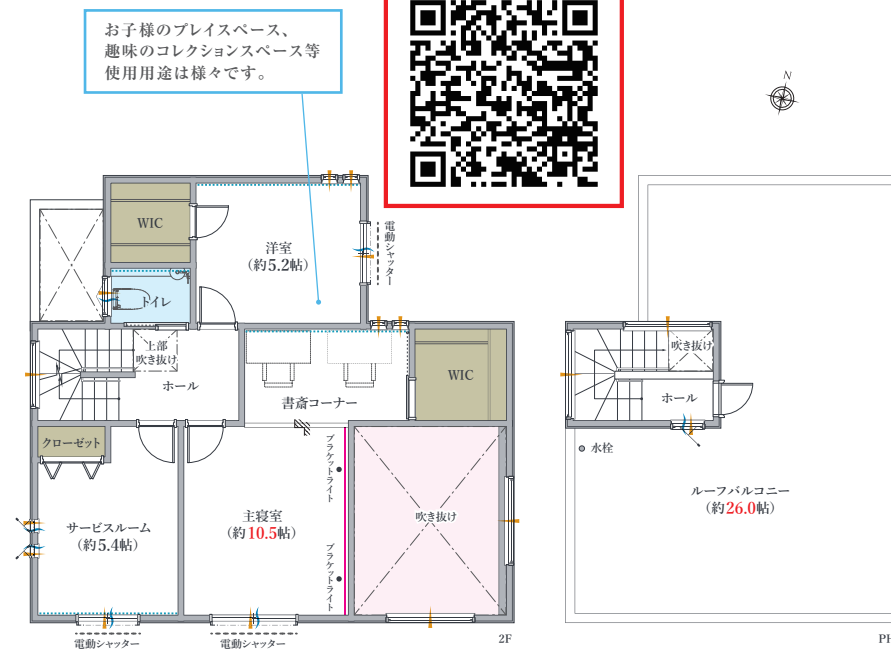 お子様のプレイスペース、
趣味のコレクションスペース等
使用用途は様々です。
N
WIC
洋室
(約5.2帖)
電動シャッター
トイレ
上部
吹き抜け
ホール
書斎コーナー
WIC
クローゼット
サービスルーム
(約5.4帖)
主寝室
(約10.5帖)
ブラケットライト
ブラケットライト
吹き抜け
電動シャッター
電動シャッター
2F
吹き抜け
ホール
水栓
ルーフバルコニー
(約26.0帖)
PH